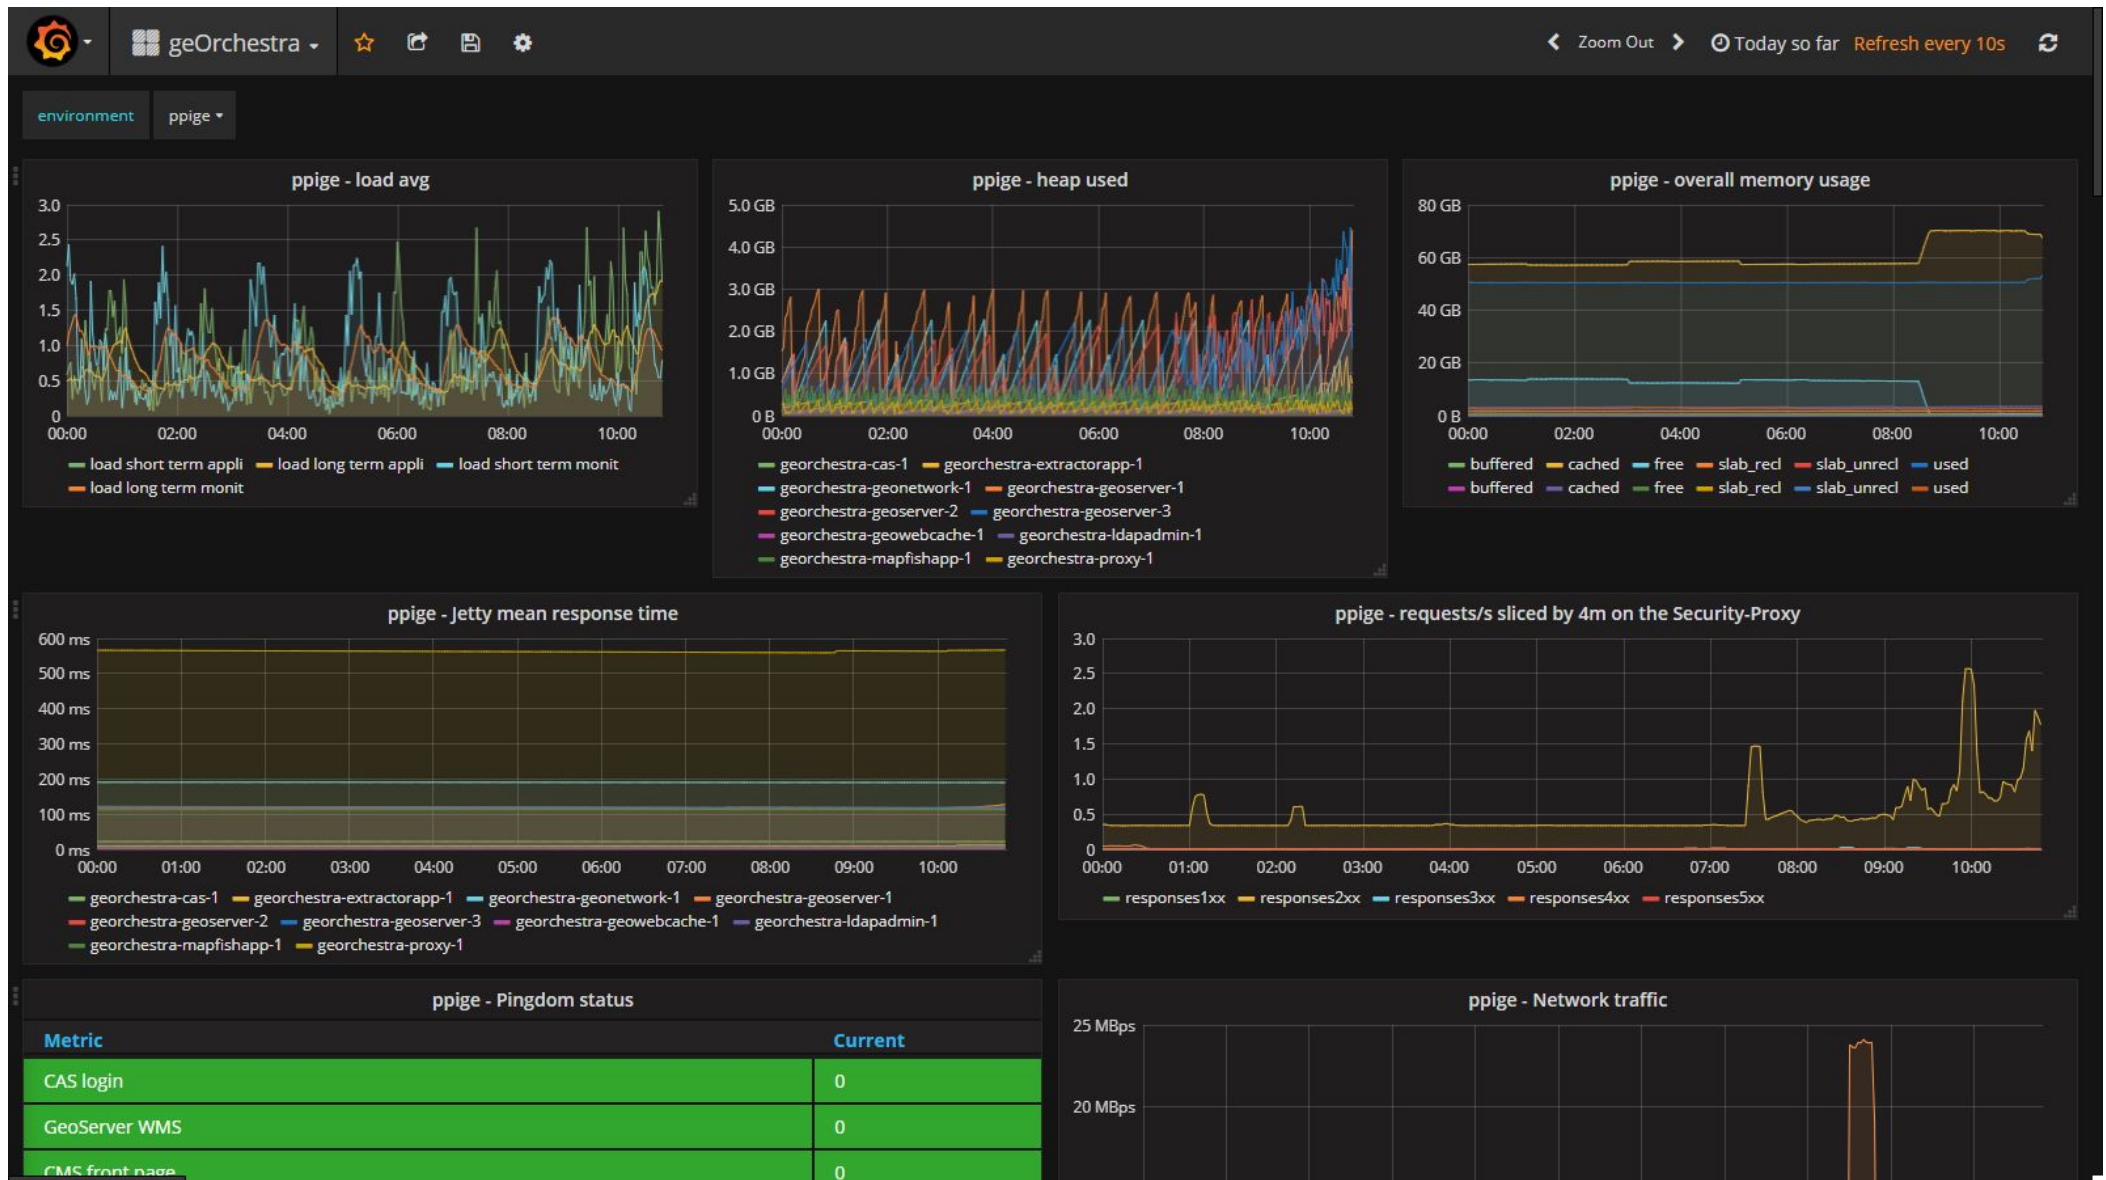 geOrchestra
Zoom Out Today so far Refresh every 10s
environment ppige
ppige - load avg
3.0
2.5
2.0
1.5
1.0
0.5
0
00:00 02:00 04:00 06:00 08:00 10:00
load short term appli load long term appli load short term monit
load long term monit
ppige - heap used
5.0 GB
4.0 GB
3.0 GB
2.0 GB
1.0 GB
0 B
00:00 02:00 04:00 06:00 08:00 10:00
georchestra-cas-1 georchestra-extractorapp-1
georchestra-geonetwork-1 georchestra-geoserver-1
georchestra-geoserver-2 georchestra-geoserver-3
georchestra-geowebcache-1 georchestra-ldapadmin-1
georchestra-mapfishapp-1 georchestra-proxy-1
ppige - overall memory usage
80 GB
60 GB
40 GB
20 GB
0 B
00:00 02:00 04:00 06:00 08:00 10:00
buffered cached free slab_recl slab_unrecl used
buffered cached free slab_recl slab_unrecl used
ppige - Jetty mean response time
600 ms
500 ms
400 ms
300 ms
200 ms
100 ms
0 ms
00:00 01:00 02:00 03:00 04:00 05:00 06:00 07:00 08:00 09:00 10:00
georchestra-cas-1 georchestra-extractorapp-1 georchestra-geonetwork-1 georchestra-geoserver-1
georchestra-geoserver-2 georchestra-geoserver-3 georchestra-geowebcache-1 georchestra-ldapadmin-1
georchestra-mapfishapp-1 georchestra-proxy-1
ppige - requests/s sliced by 4m on the Security-Proxy
3.0
2.5
2.0
1.5
1.0
0.5
0
00:00 01:00 02:00 03:00 04:00 05:00 06:00 07:00 08:00 09:00 10:00
responses1xx responses2xx responses3xx responses4xx responses5xx
ppige - Pingdom status
Metric Current
CAS login 0
GeoServer WMS 0
CMS front page 0
ppige - Network traffic
25 MBps
20 MBps